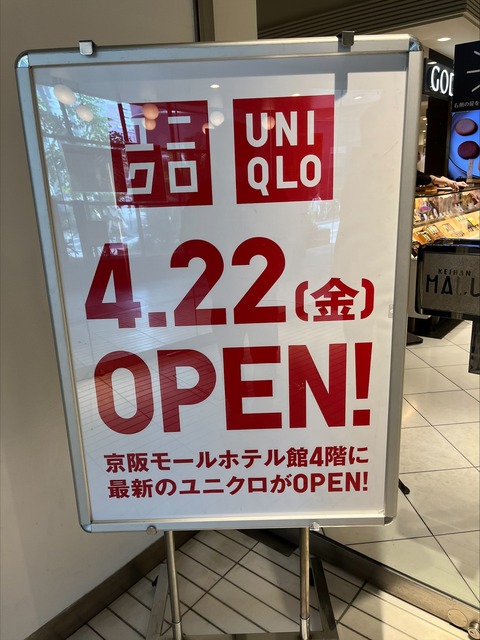 ユニ
クロ
UNI
QLO
4.22(金)
OPEN!
京阪モールホテル館4階に
最新のユニクロがOPEN!
GOD
KEIHAN